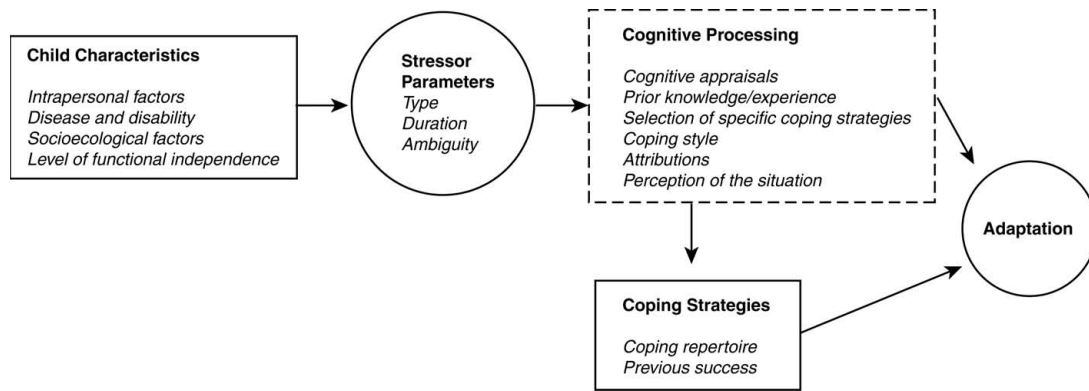 Child Characteristics
Intrapersonal factors
Disease and disability
Socioecological factors
Level of functional independence
Stressor
Parameters
Type
Duration
Ambiguity
Cognitive Processing
Cognitive appraisals
Prior knowledge/experience
Selection of specific coping strategies
Coping style
Attributions
Perception of the situation
Adaptation
Coping Strategies
Coping repertoire
Previous success